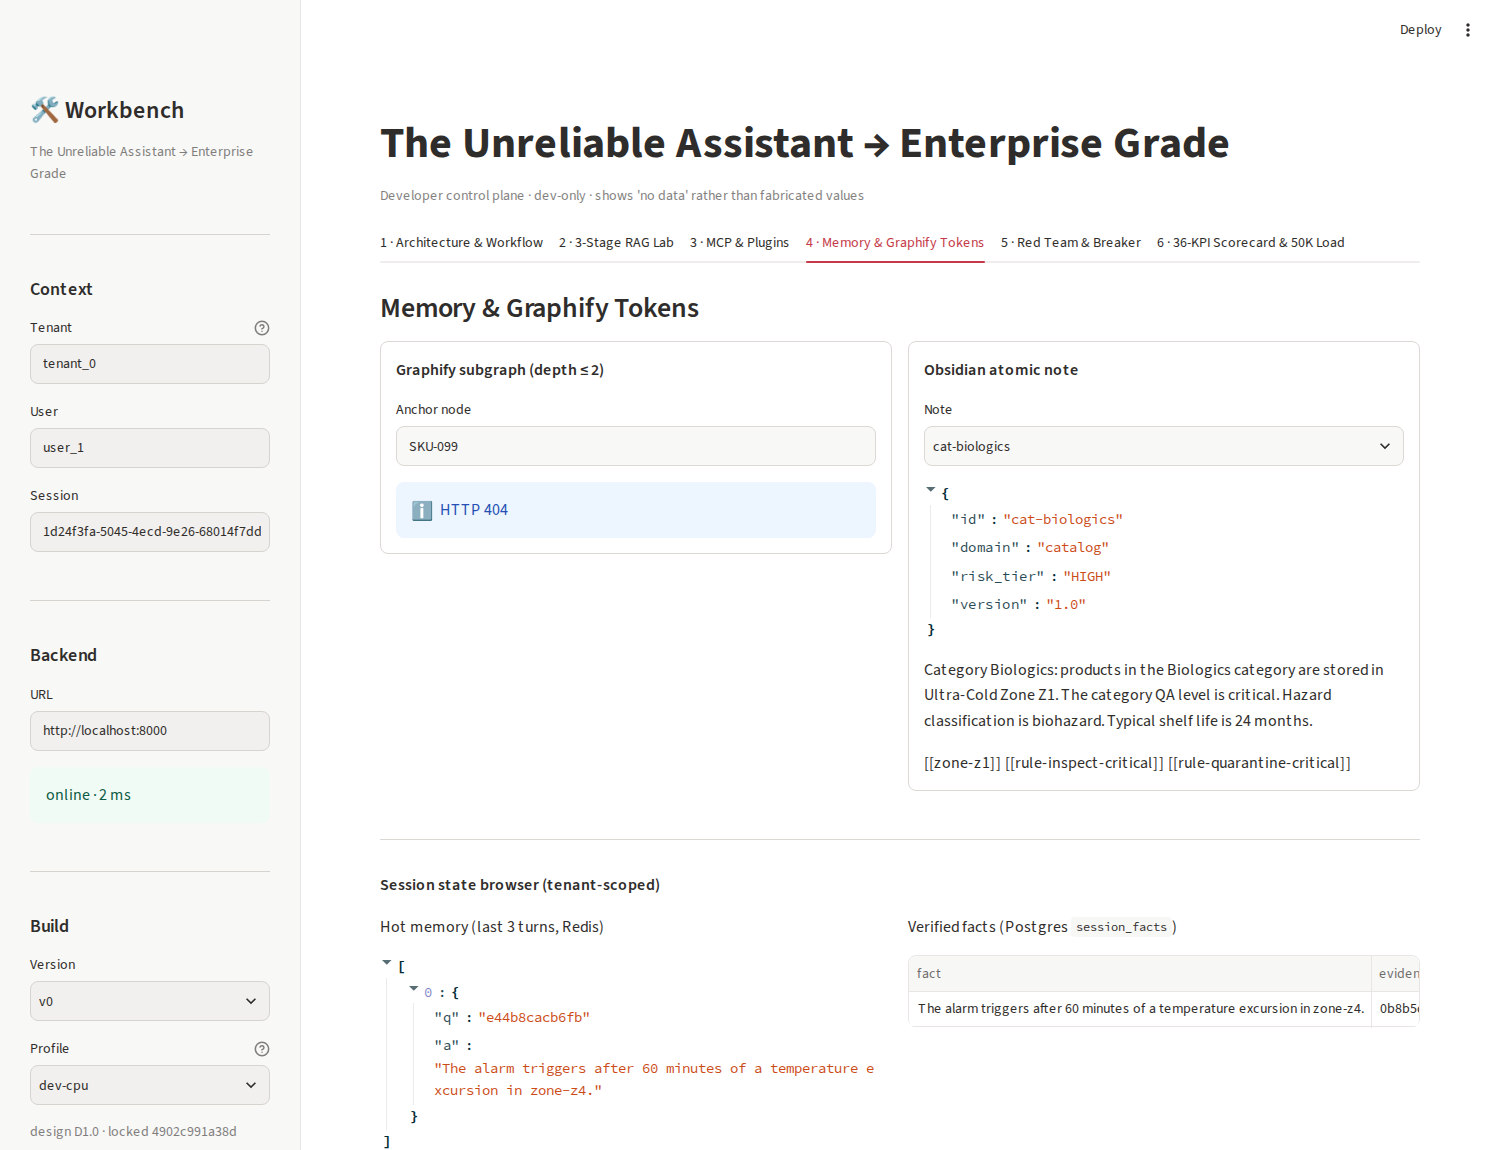 Deploy
🛠️ Workbench
The Unreliable Assistant → Enterprise
Grade
Context
Tenant
tenant_0
User
user_1
Session
1d24f3fa-5045-4ecd-9e26-68014f7dd
Backend
URL
http://localhost:8000
online · 2 ms
Build
Version
v0
Profile
dev-cpu
design D1.0 · locked 4902c991a38d
The Unreliable Assistant → Enterprise Grade
Developer control plane · dev-only · shows 'no data' rather than fabricated values
1 · Architecture & Workflow 2 · 3-Stage RAG Lab 3 · MCP & Plugins 4 · Memory & Graphify Tokens 5 · Red Team & Breaker 6 · 36-KPI Scorecard & 50K Load
Memory & Graphify Tokens
Graphify subgraph (depth ≤ 2)
Anchor node
SKU-099
ℹ️ HTTP 404
Obsidian atomic note
Note
cat-biologics
{
"id" : "cat-biologics"
"domain" : "catalog"
"risk_tier" : "HIGH"
"version" : "1.0"
}
Category Biologics: products in the Biologics category are stored in
Ultra-Cold Zone Z1. The category QA level is critical. Hazard
classification is biohazard. Typical shelf life is 24 months.
[[zone-z1]] [[rule-inspect-critical]] [[rule-quarantine-critical]]
Session state browser (tenant-scoped)
Hot memory (last 3 turns, Redis)
[
0 : {
"q" : "e44b8cacb6fb"
"a" :
"The alarm triggers after 60 minutes of a temperature e
xcursion in zone-z4."
}
]
Verified facts (Postgres session_facts )
fact eviden
The alarm triggers after 60 minutes of a temperature excursion in zone-z4. 0b8b5